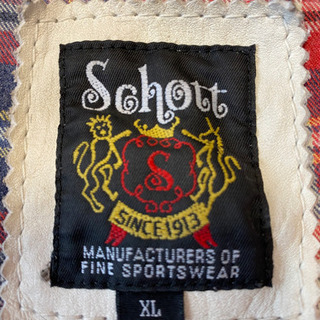 Schott
S
SINCE 1913
MANUFACTURERS OF
FINE SPORTSWEAR
XL